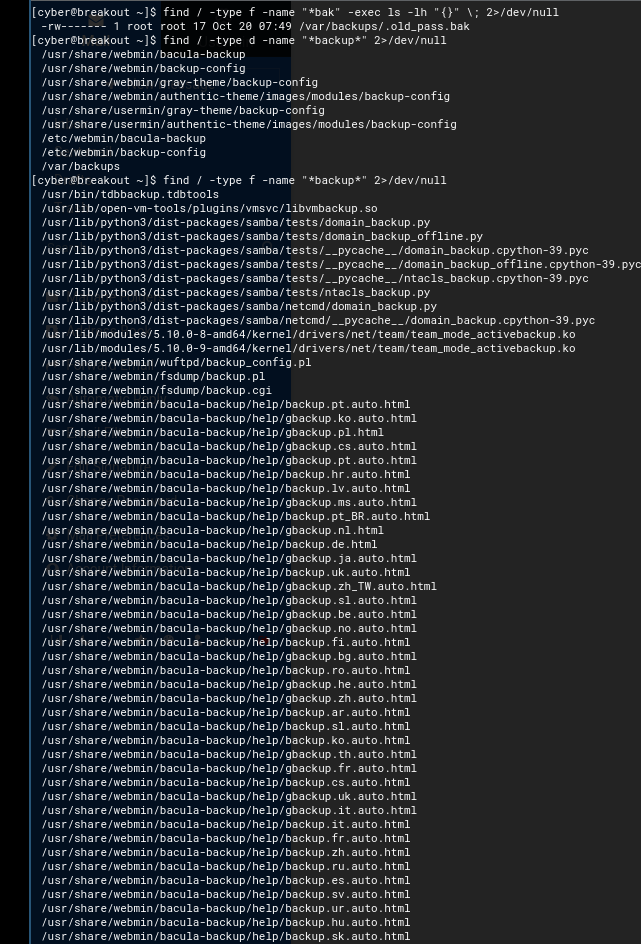 [cyber@breakout ~]$ find / -type f -name "*bak" -exec ls -lh "{}" \; 2>/dev/null
-rw------- 1 root root 17 Oct 20 07:49 /var/backups/.old_pass.bak
[cyber@breakout ~]$ find / -type d -name "*backup*" 2>/dev/null
/usr/share/webmin/bacula-backup
/usr/share/webmin/backup-config
/usr/share/webmin/gray-theme/backup-config
/usr/share/webmin/authentic-theme/images/modules/backup-config
/usr/share/usermin/gray-theme/backup-config
/usr/share/usermin/authentic-theme/images/modules/backup-config
/etc/webmin/bacula-backup
/etc/webmin/backup-config
/var/backups
[cyber@breakout ~]$ find / -type f -name "*backup*" 2>/dev/null
/usr/bin/tdbbackup.tdbtools
/usr/lib/open-vm-tools/plugins/vmsvc/libvmbackup.so
/usr/lib/python3/dist-packages/samba/tests/domain_backup.py
/usr/lib/python3/dist-packages/samba/tests/domain_backup_offline.py
/usr/lib/python3/dist-packages/samba/tests/__pycache__/domain_backup.cpython-39.pyc
/usr/lib/python3/dist-packages/samba/tests/__pycache__/domain_backup_offline.cpython-39.pyc
/usr/lib/python3/dist-packages/samba/tests/__pycache__/ntacls_backup.cpython-39.pyc
/usr/lib/python3/dist-packages/samba/tests/ntacls_backup.py
/usr/lib/python3/dist-packages/samba/netcmd/domain_backup.py
/usr/lib/python3/dist-packages/samba/netcmd/__pycache__/domain_backup.cpython-39.pyc
/usr/lib/modules/5.10.0-8-amd64/kernel/drivers/net/team/team_mode_activebackup.ko
/usr/lib/modules/5.10.0-9-amd64/kernel/drivers/net/team/team_mode_activebackup.ko
/usr/share/webmin/wuftpd/backup_config.pl
/usr/share/webmin/fsdump/backup.pl
/usr/share/webmin/fsdump/backup.cgi
/usr/share/webmin/bacula-backup/help/backup.pt.auto.html
/usr/share/webmin/bacula-backup/help/gbackup.ko.auto.html
/usr/share/webmin/bacula-backup/help/gbackup.pl.html
/usr/share/webmin/bacula-backup/help/gbackup.cs.auto.html
/usr/share/webmin/bacula-backup/help/gbackup.pt.auto.html
/usr/share/webmin/bacula-backup/help/backup.hr.auto.html
/usr/share/webmin/bacula-backup/help/backup.lv.auto.html
/usr/share/webmin/bacula-backup/help/gbackup.ms.auto.html
/usr/share/webmin/bacula-backup/help/backup.pt_BR.auto.html
/usr/share/webmin/bacula-backup/help/gbackup.nl.html
/usr/share/webmin/bacula-backup/help/backup.de.html
/usr/share/webmin/bacula-backup/help/gbackup.ja.auto.html
/usr/share/webmin/bacula-backup/help/backup.uk.auto.html
/usr/share/webmin/bacula-backup/help/gbackup.zh_TW.auto.html
/usr/share/webmin/bacula-backup/help/gbackup.sl.auto.html
/usr/share/webmin/bacula-backup/help/gbackup.be.auto.html
/usr/share/webmin/bacula-backup/help/gbackup.no.auto.html
/usr/share/webmin/bacula-backup/help/backup.fi.auto.html
/usr/share/webmin/bacula-backup/help/gbackup.bg.auto.html
/usr/share/webmin/bacula-backup/help/backup.ro.auto.html
/usr/share/webmin/bacula-backup/help/gbackup.he.auto.html
/usr/share/webmin/bacula-backup/help/gbackup.zh.auto.html
/usr/share/webmin/bacula-backup/help/backup.ar.auto.html
/usr/share/webmin/bacula-backup/help/backup.sl.auto.html
/usr/share/webmin/bacula-backup/help/backup.ko.auto.html
/usr/share/webmin/bacula-backup/help/gbackup.th.auto.html
/usr/share/webmin/bacula-backup/help/gbackup.fr.auto.html
/usr/share/webmin/bacula-backup/help/backup.cs.auto.html
/usr/share/webmin/bacula-backup/help/gbackup.uk.auto.html
/usr/share/webmin/bacula-backup/help/gbackup.it.auto.html
/usr/share/webmin/bacula-backup/help/backup.it.auto.html
/usr/share/webmin/bacula-backup/help/backup.fr.auto.html
/usr/share/webmin/bacula-backup/help/backup.zh.auto.html
/usr/share/webmin/bacula-backup/help/backup.ru.auto.html
/usr/share/webmin/bacula-backup/help/backup.es.auto.html
/usr/share/webmin/bacula-backup/help/backup.sv.auto.html
/usr/share/webmin/bacula-backup/help/backup.ur.auto.html
/usr/share/webmin/bacula-backup/help/backup.hu.auto.html
/usr/share/webmin/bacula-backup/help/backup.sk.auto.html